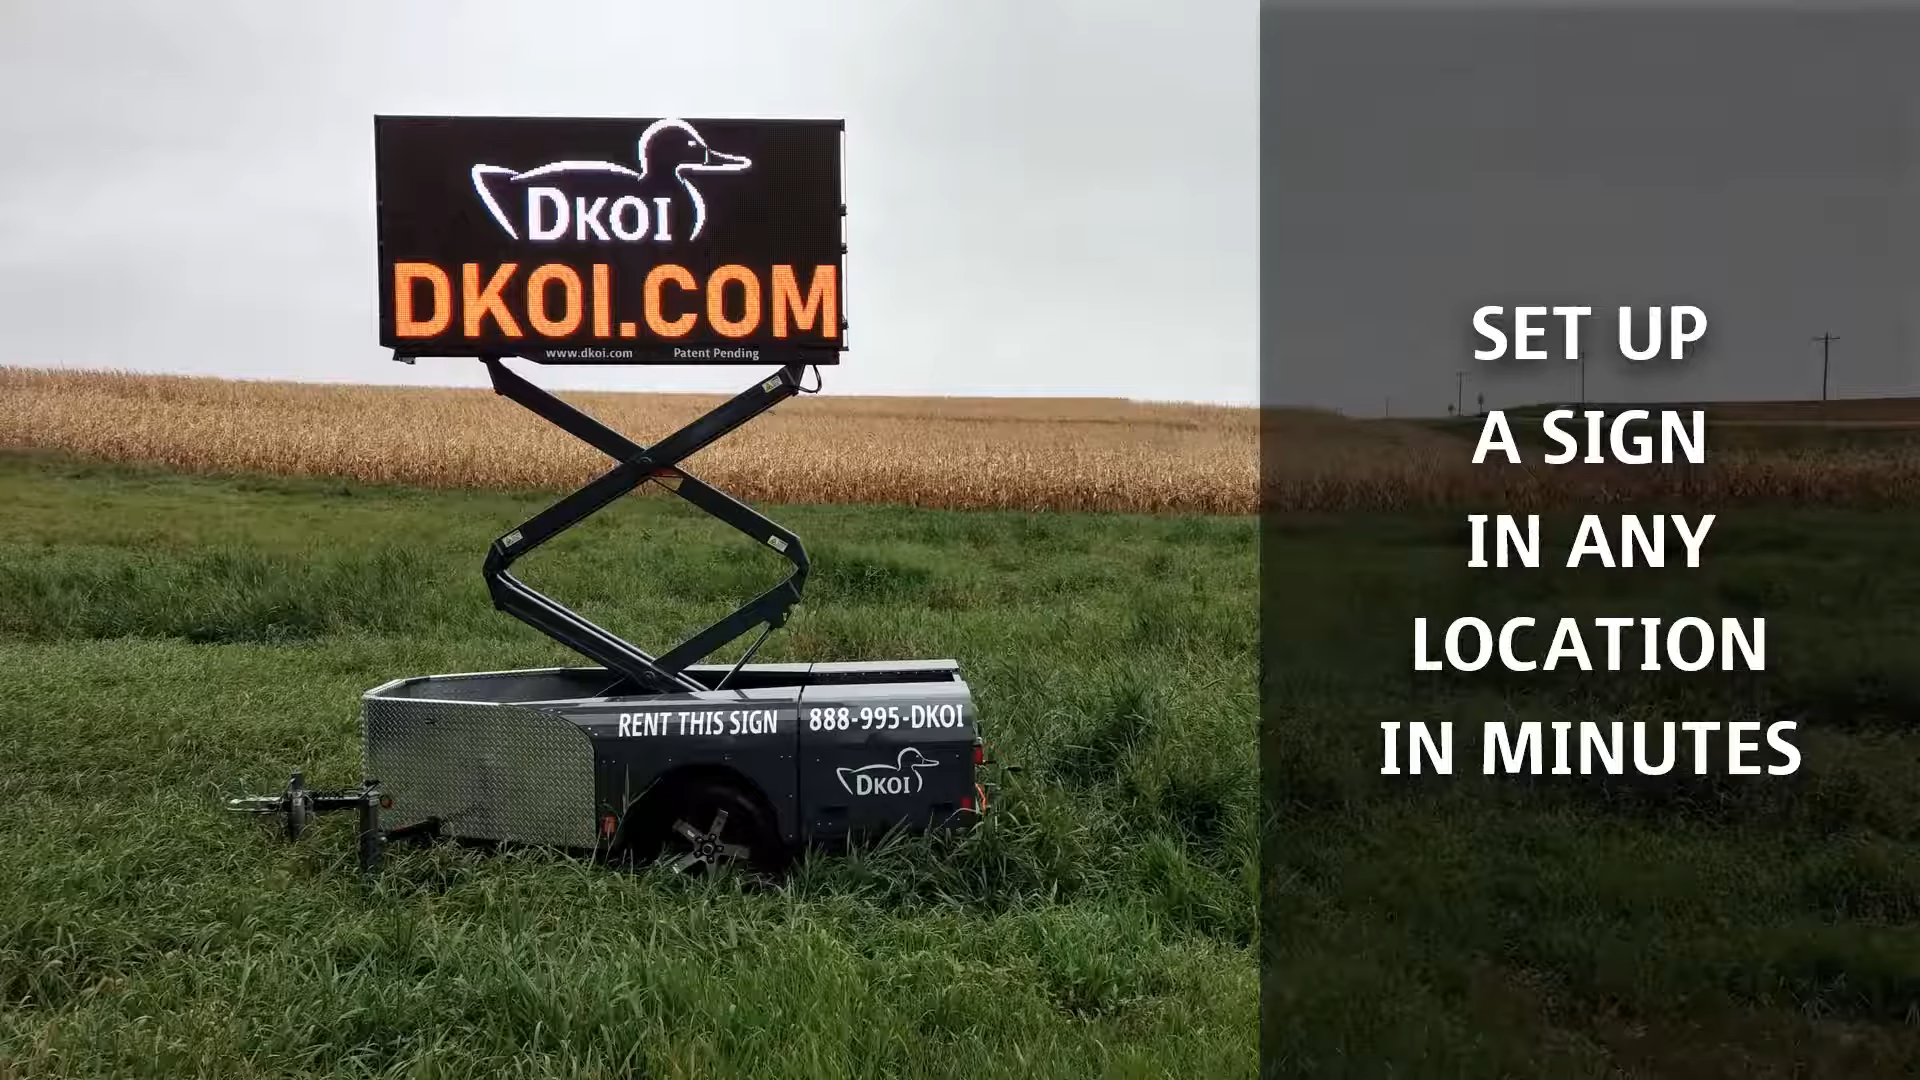 DKOI
DKOI.COM
www.dkoi.com Patent Pending
RENT THIS SIGN 888-995-DKOI
DKOI
SET UP
A SIGN
IN ANY
LOCATION
IN MINUTES